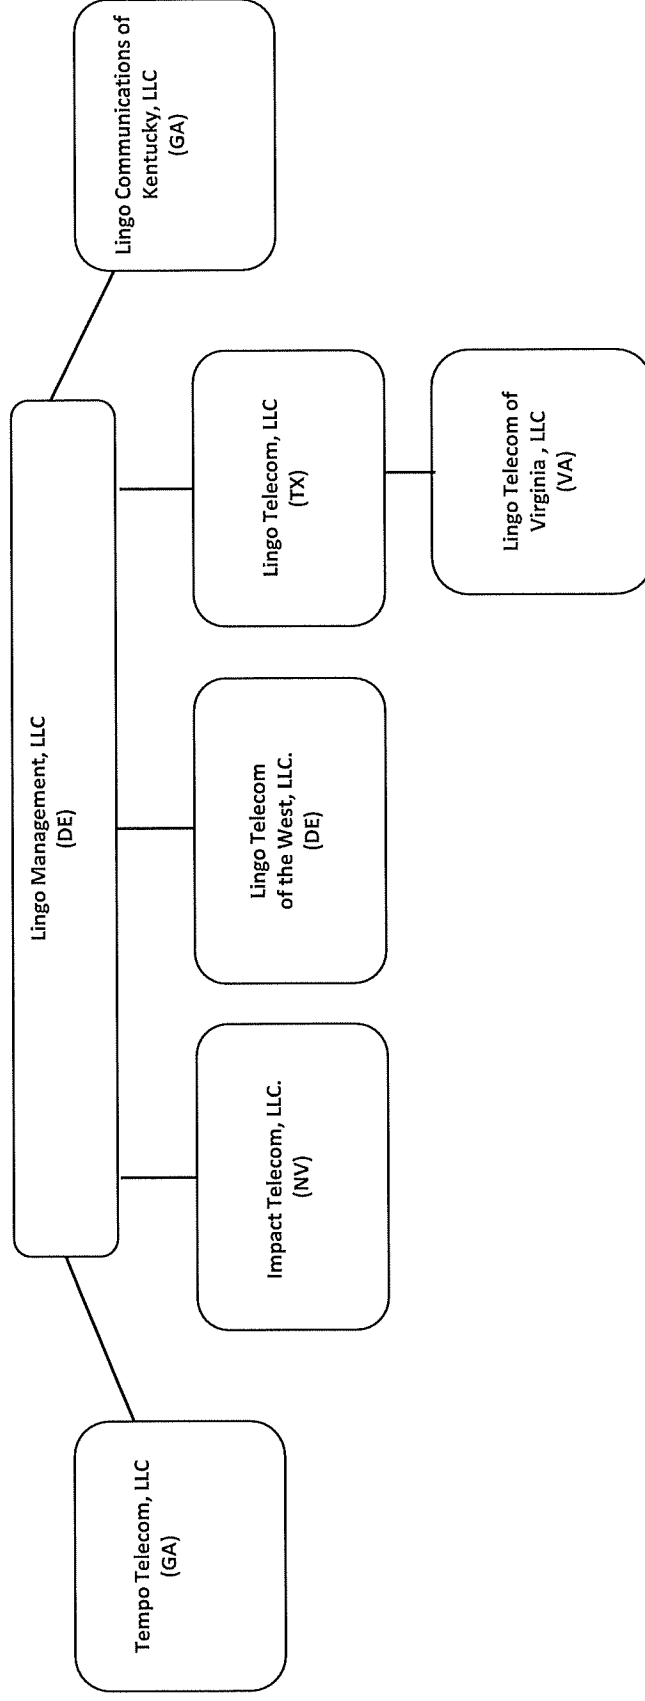 Lingo Management, LLC
(DE)
Tempo Telecom, LLC
(GA)
Impact Telecom, LLC.
(NV)
Lingo Telecom
of the West, LLC.
(DE)
Lingo Telecom, LLC
(TX)
Lingo Communications of
Kentucky, LLC
(GA)
Lingo Telecom of
Virginia , LLC
(VA)